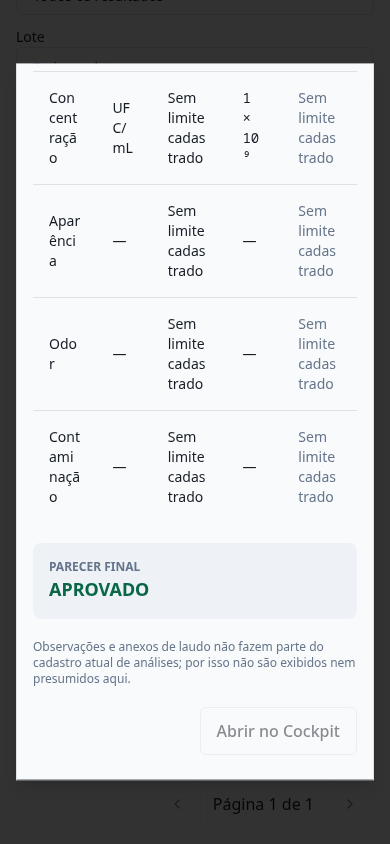 Lote
Con
cent
raçã
o
UF
C/
mL
Sem
limite
cadas
trado
1
×
10
⁹
Sem
limite
cadas
trado
Apar
ênci
a
—
Sem
limite
cadas
trado
—
Sem
limite
cadas
trado
Odo
r
—
Sem
limite
cadas
trado
—
Sem
limite
cadas
trado
Cont
ami
naçã
o
—
Sem
limite
cadas
trado
—
Sem
limite
cadas
trado
PARECER FINAL
APROVADO
Observações e anexos de laudo não fazem parte do
cadastro atual de análises; por isso não são exibidos nem
presumidos aqui.
Abrir no Cockpit
Página 1 de 1